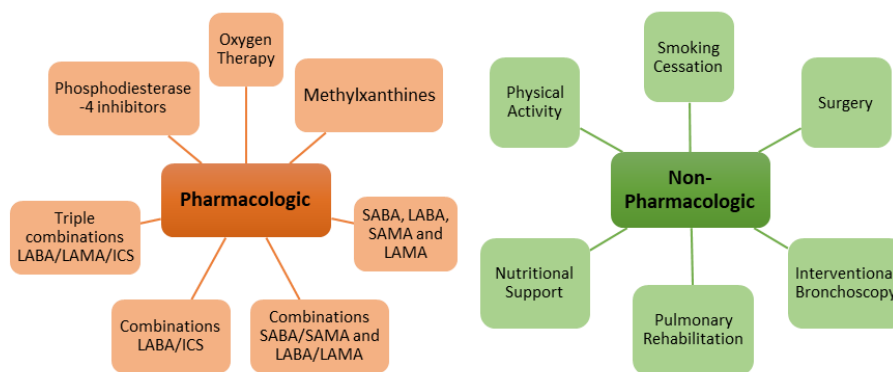 Oxygen
Therapy
Phosphodiesterase
-4 inhibitors
Methylxanthines
Pharmacologic
Triple
combinations
LABA/LAMA/ICS
SABA, LABA,
SAMA and
LAMA
Combinations
LABA/ICS
Combinations
SABA/SAMA and
LABA/LAMA
Smoking
Cessation
Physical
Activity
Surgery
Non-
Pharmacologic
Nutritional
Support
Interventional
Bronchoscopy
Pulmonary
Rehabilitation